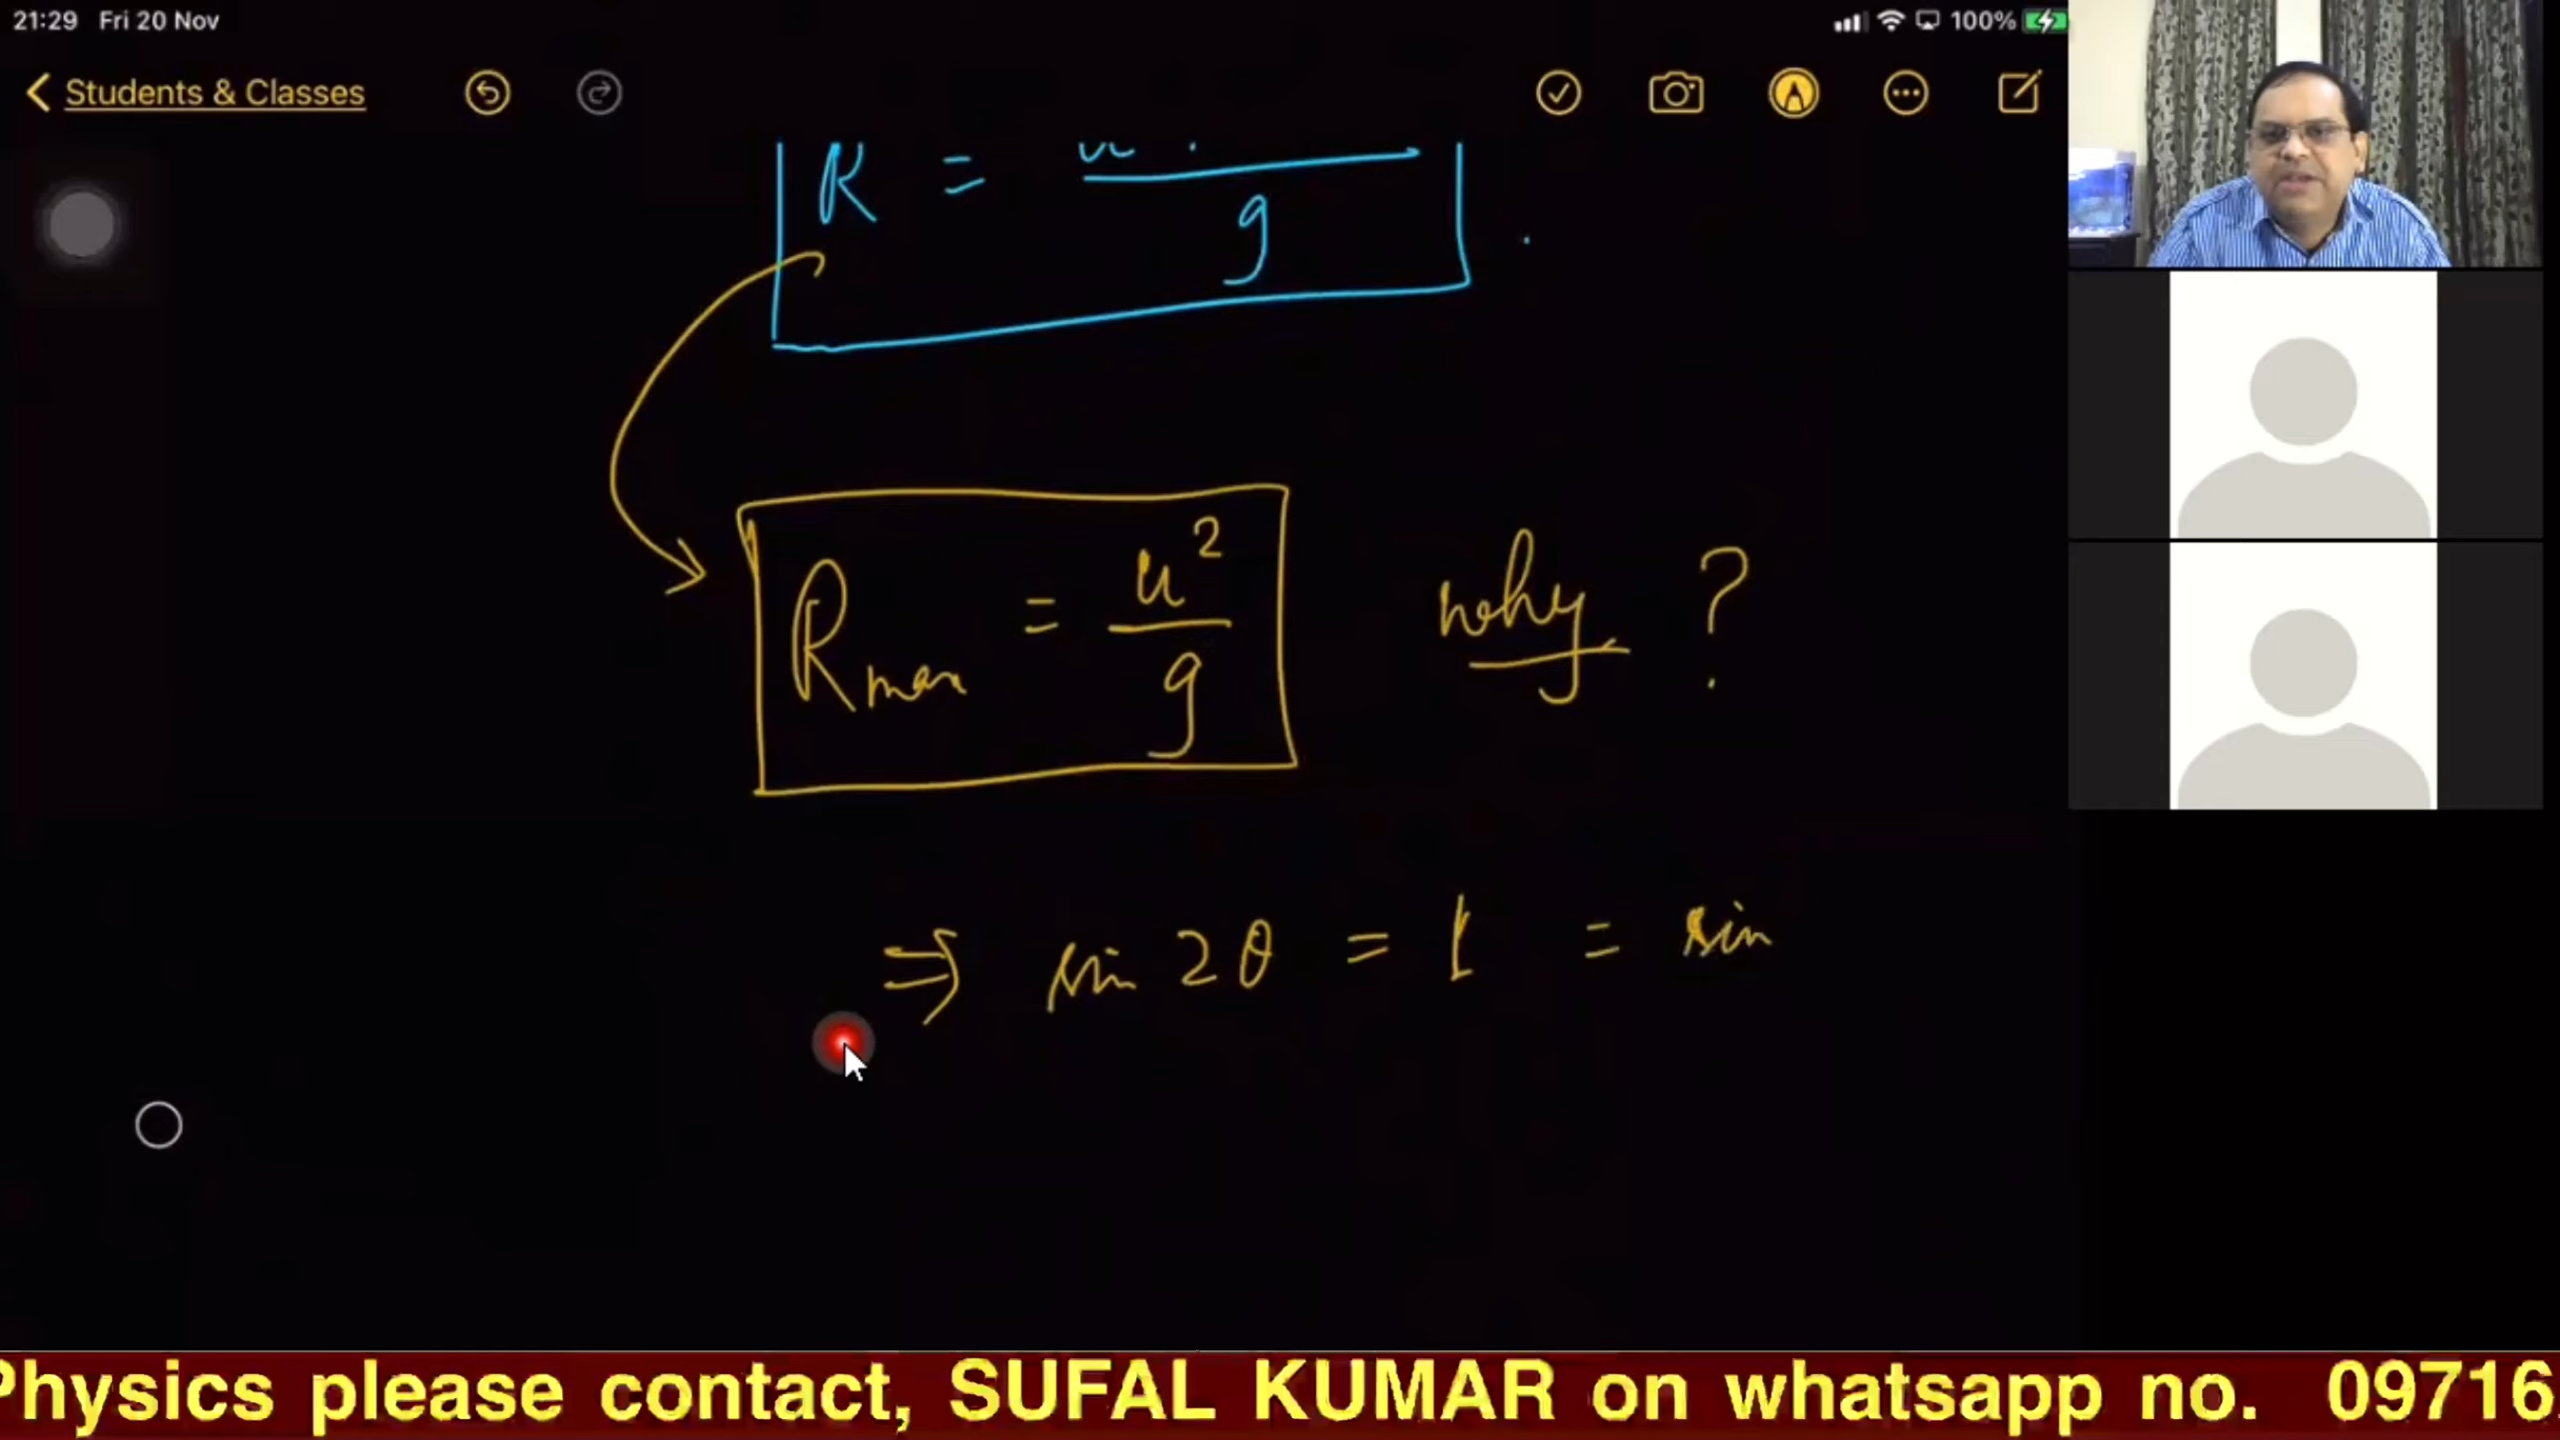 21:29 Fri 20 Nov 100%
Students & Classes
R = g
Rmax = u²/g why ?
⇒ sin 2θ = 1 = sin
Physics please contact, SUFAL KUMAR on whatsapp no. 09716